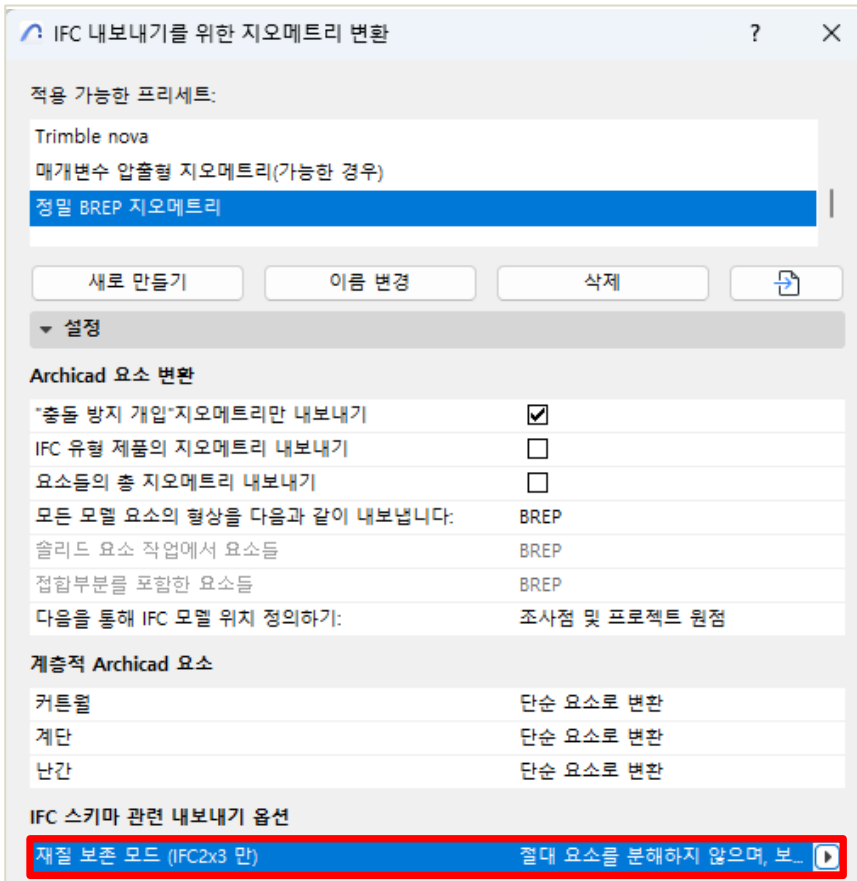 IFC 내보내기를 위한 지오메트리 변환 ? ×
적용 가능한 프리세트:
Trimble nova
매개변수 압출형 지오메트리(가능한 경우)
정밀 BREP 지오메트리
새로 만들기 이름 변경 삭제
설정
Archicad 요소 변환
"충돌 방지 개입"지오메트리만 내보내기
IFC 유형 제품의 지오메트리 내보내기
요소들의 총 지오메트리 내보내기
모든 모델 요소의 형상을 다음과 같이 내보냅니다: BREP
솔리드 요소 작업에서 요소들 BREP
접합부분를 포함한 요소들 BREP
다음을 통해 IFC 모델 위치 정의하기: 조사점 및 프로젝트 원점
계층적 Archicad 요소
커튼월 단순 요소로 변환
계단 단순 요소로 변환
난간 단순 요소로 변환
IFC 스키마 관련 내보내기 옵션
재질 보존 모드 (IFC2x3 만) 절대 요소를 분해하지 않으며, 보...